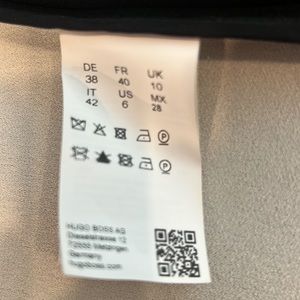 DE FR UK
38 40 10
IT US MX
42 6 28
HUGO BOSS AG
Dieselstrasse 12
72555 Metzingen
Germany
hugoboss.com